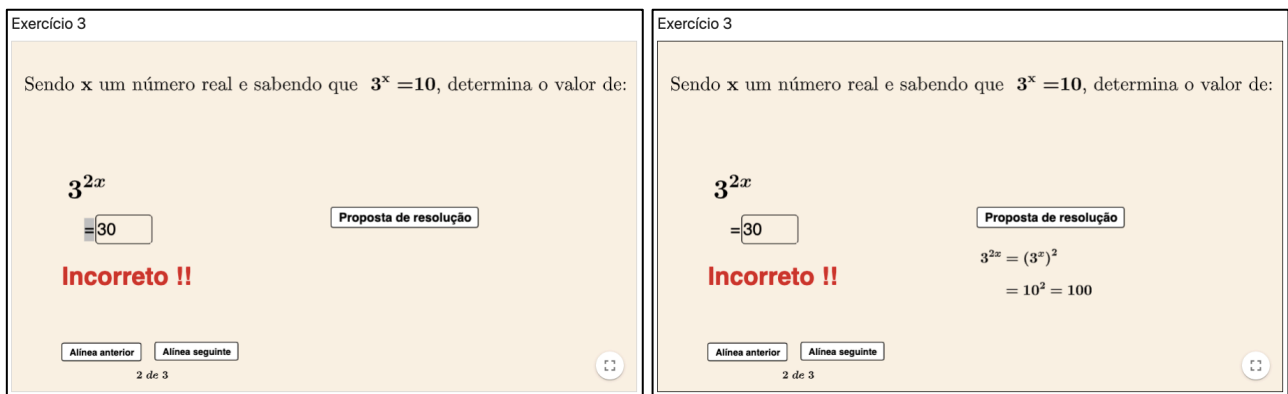 Exercício 3
Sendo x um número real e sabendo que 3ˣ =10, determina o valor de:
3²ˣ
=30
Proposta de resolução
Incorreto !!
Alínea anterior Alínea seguinte
2 de 3
Exercício 3
Sendo x um número real e sabendo que 3ˣ =10, determina o valor de:
3²ˣ
=30
Proposta de resolução
3²ˣ = (3ˣ)²
= 10² = 100
Incorreto !!
Alínea anterior Alínea seguinte
2 de 3